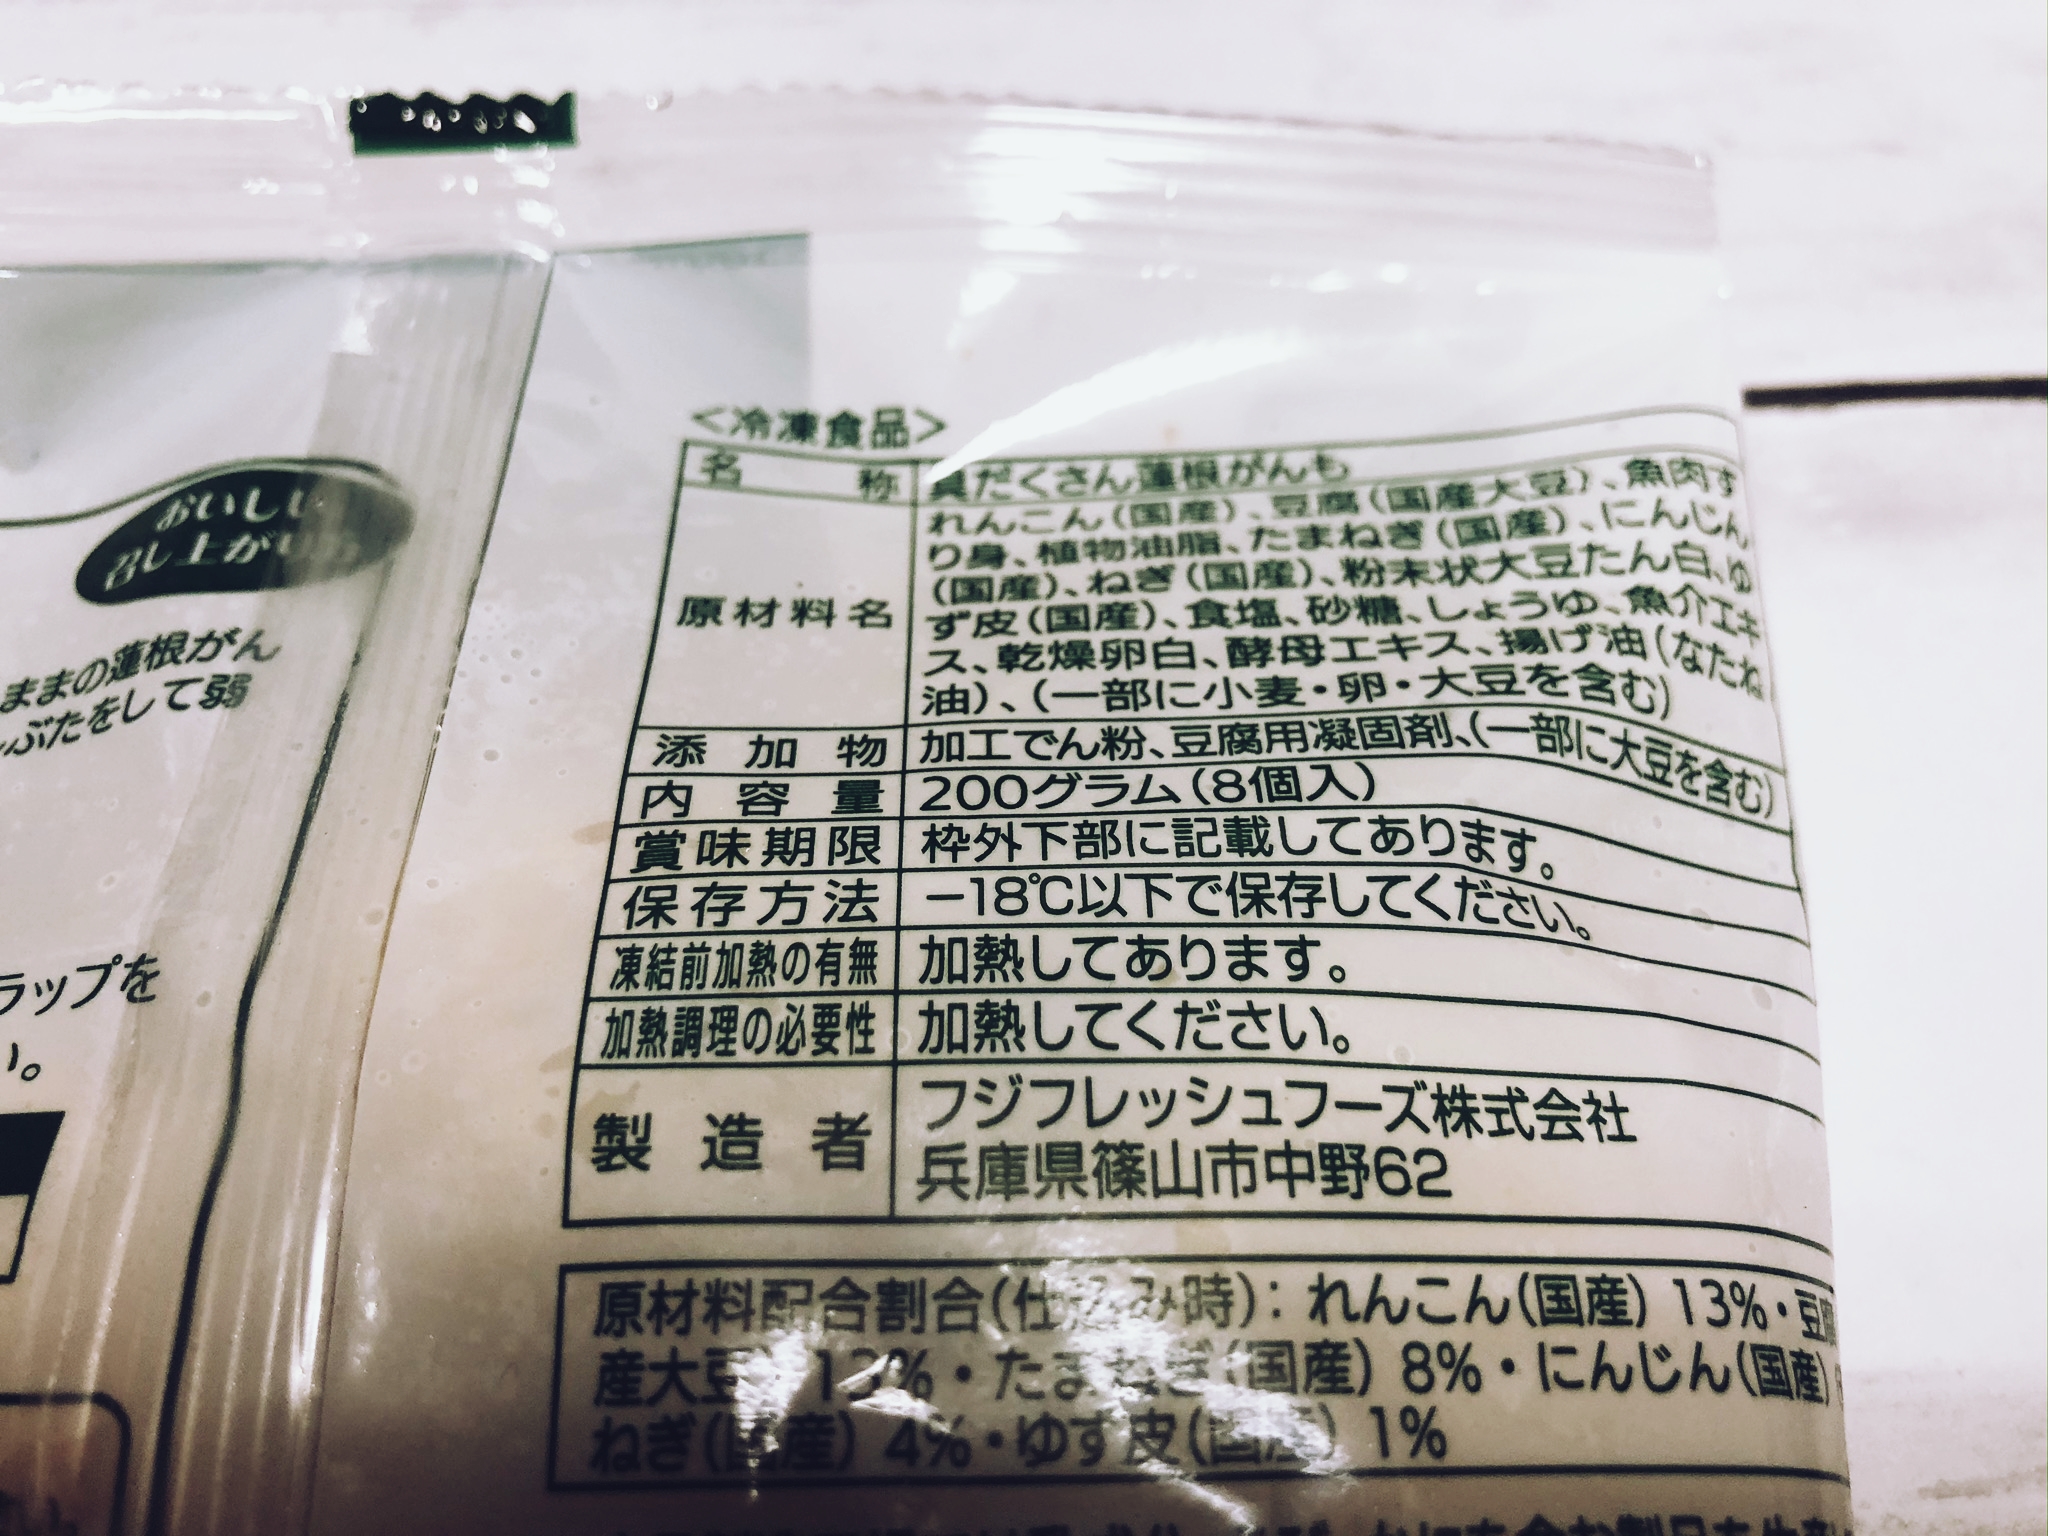 おいしい
召し上が
ままの蓮根がん
ぶたをして弱
ラップを
い。
<冷凍食品>
名称 具だくさん蓮根がんも
原材料名 れんこん(国産)、豆腐(国産大豆)、魚肉す
り身、植物油脂、たまねぎ(国産)、にんじん
(国産)、ねぎ(国産)、粉末状大豆たん白、ゆ
ず皮(国産)、食塩、砂糖、しょうゆ、魚介エキ
ス、乾燥卵白、酵母エキス、揚げ油(なたね
油)、(一部に小麦・卵・大豆を含む)
添加物 加工でん粉、豆腐用凝固剤、(一部に大豆を含む)
内容量 200グラム(8個入)
賞味期限 枠外下部に記載してあります。
保存方法 −18℃以下で保存してください。
凍結前加熱の有無 加熱してあります。
加熱調理の必要性 加熱してください。
製造者 フジフレッシュフーズ株式会社
兵庫県篠山市中野62
原材料配合割合(仕込み時):れんこん(国産) 13%・豆腐
産大豆) 13%・たまねぎ(国産) 8%・にんじん(国産)
ねぎ(国産) 4%・ゆず皮(国産) 1%